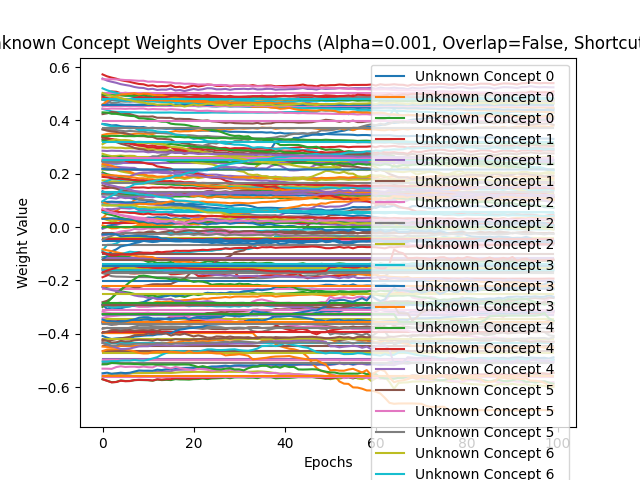 known Concept Weights Over Epochs (Alpha=0.001, Overlap=False, Shortcut
0.6
0.4
0.2
0.0
−0.2
−0.4
−0.6
Weight Value
0
20
40
60
80
100
Epochs
Unknown Concept 0
Unknown Concept 0
Unknown Concept 0
Unknown Concept 1
Unknown Concept 1
Unknown Concept 1
Unknown Concept 2
Unknown Concept 2
Unknown Concept 2
Unknown Concept 3
Unknown Concept 3
Unknown Concept 3
Unknown Concept 4
Unknown Concept 4
Unknown Concept 4
Unknown Concept 5
Unknown Concept 5
Unknown Concept 5
Unknown Concept 6
Unknown Concept 6